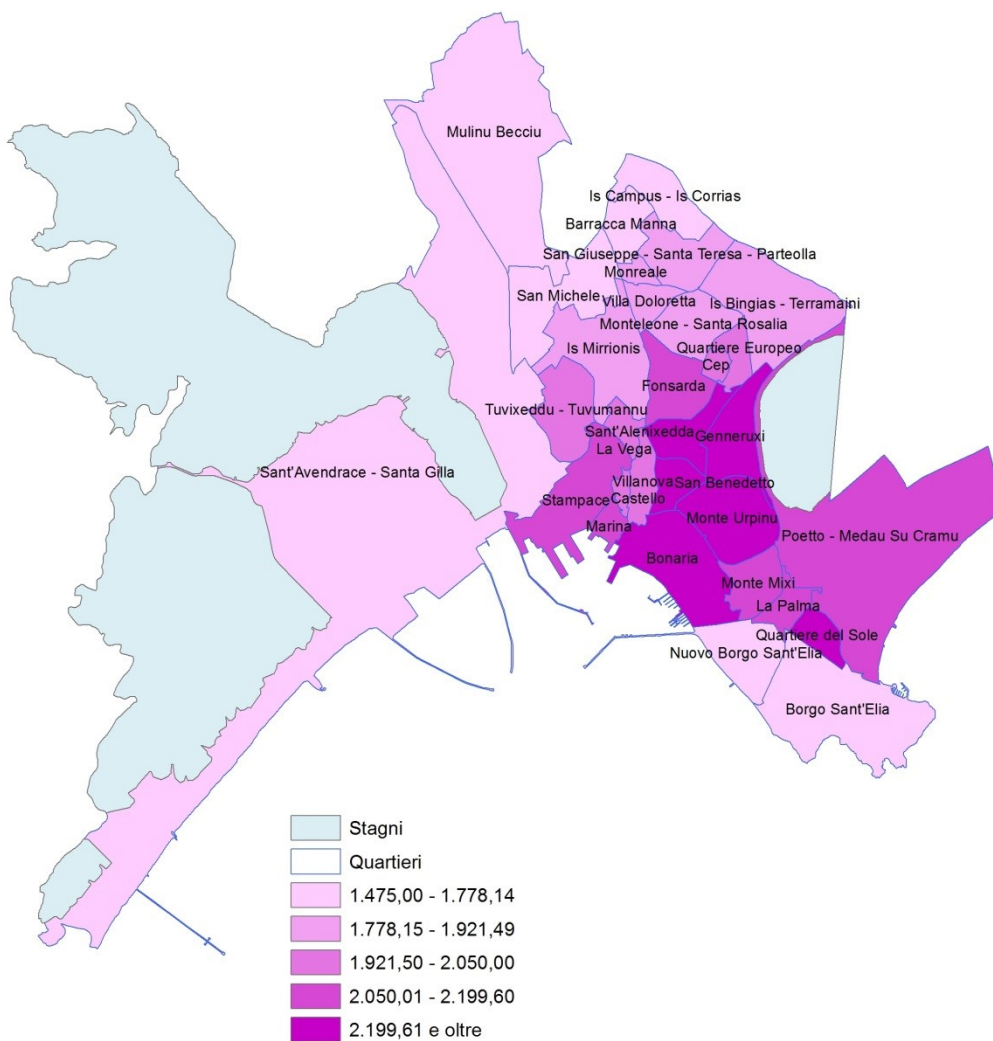 Mulinu Becciu
Is Campus - Is Corrias
Barracca Manna
San Giuseppe - Santa Teresa - Parteolla
Monreale
San Michele
Villa Doloretta
Is Bingias - Terramaini
Monteleone - Santa Rosalia
Is Mirrionis
Quartiere Europeo
Cep
Fonsarda
Tuvixeddu - Tuvumannu
Sant'Alenixedda
Genneruxi
La Vega
Sant'Avendrace - Santa Gilla
Villanova
San Benedetto
Castello
Stampace
Marina
Monte Urpinu
Poetto - Medau Su Cramu
Bonaria
Monte Mixi
La Palma
Quartiere del Sole
Nuovo Borgo Sant'Elia
Borgo Sant'Elia
Stagni
Quartieri
1.475,00 - 1.778,14
1.778,15 - 1.921,49
1.921,50 - 2.050,00
2.050,01 - 2.199,60
2.199,61 e oltre